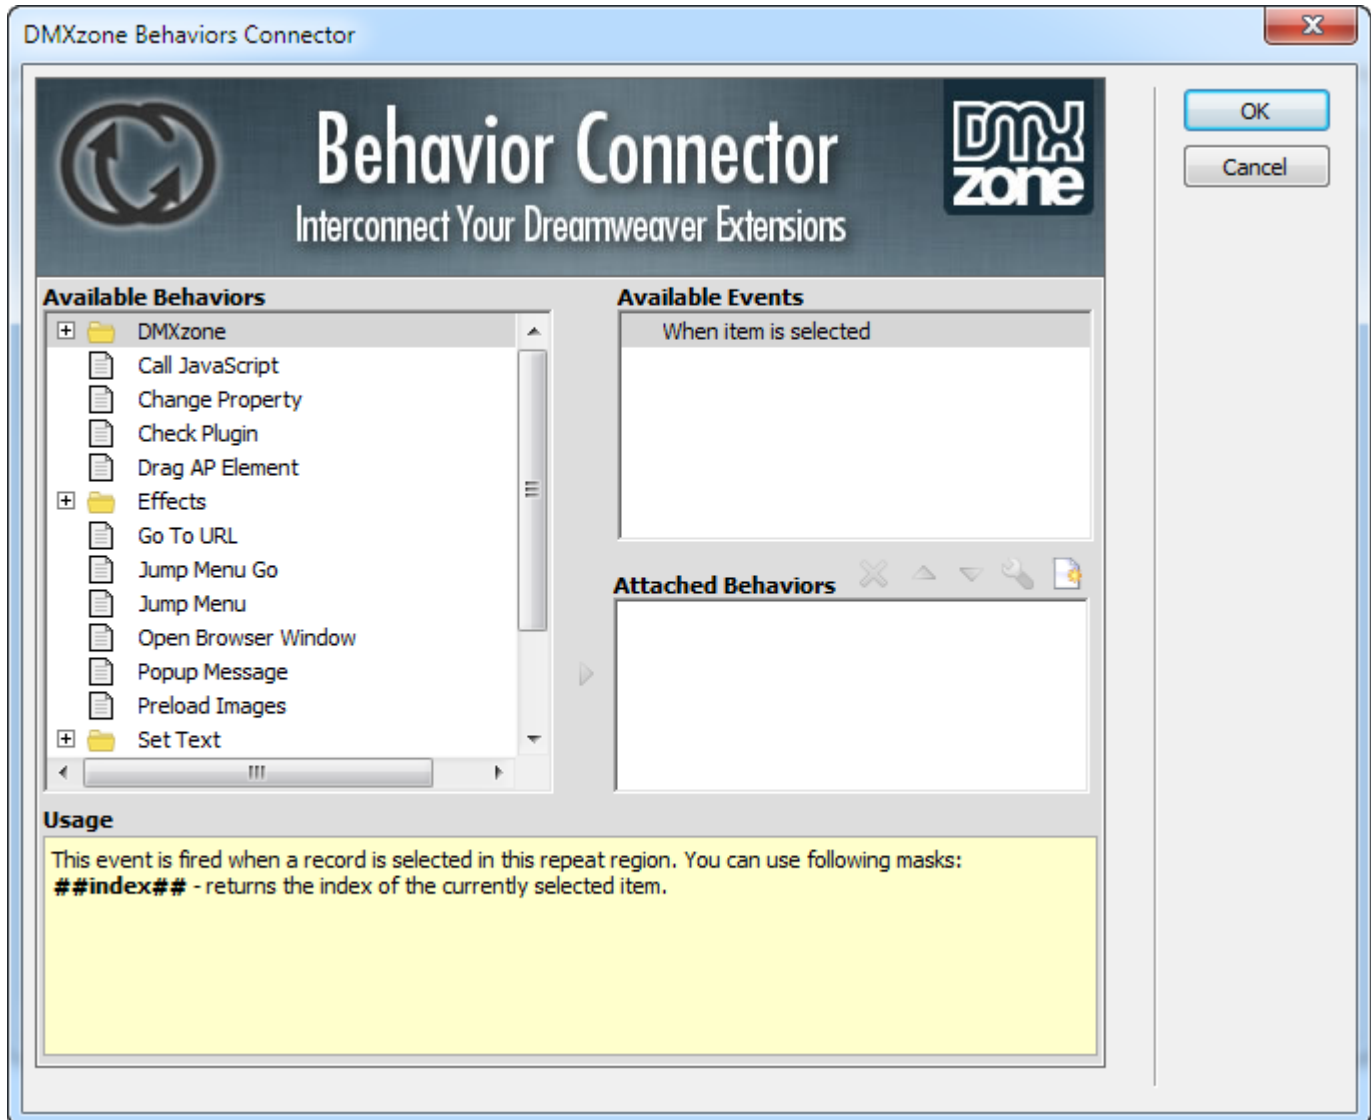 DMXzone Behaviors Connector
Behavior Connector
Interconnect Your Dreamweaver Extensions
DMX
zone
OK
Cancel
Available Behaviors
DMXzone
Call JavaScript
Change Property
Check Plugin
Drag AP Element
Effects
Go To URL
Jump Menu Go
Jump Menu
Open Browser Window
Popup Message
Preload Images
Set Text
Available Events
When item is selected
Attached Behaviors
Usage
This event is fired when a record is selected in this repeat region. You can use following masks:
##index## - returns the index of the currently selected item.